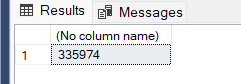 Results Messages
(No column name)
1 335974